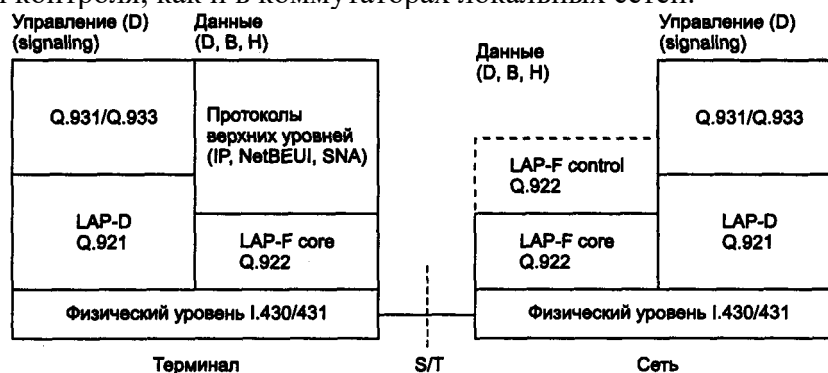 контроля, как и в коммутаторах локальных сетей.
Управление (D)
(signaling)
Данные
(D, B, H)
Q.931/Q.933
Протоколы
верхних уровней
(IP, NetBEUI, SNA)
LAP-D
Q.921
LAP-F core
Q.922
Физический уровень I.430/431
Терминал
S/T
Данные
(D, B, H)
Управление (D)
(signaling)
LAP-F control
Q.922
Q.931/Q.933
LAP-F core
Q.922
LAP-D
Q.921
Физический уровень I.430/431
Сеть